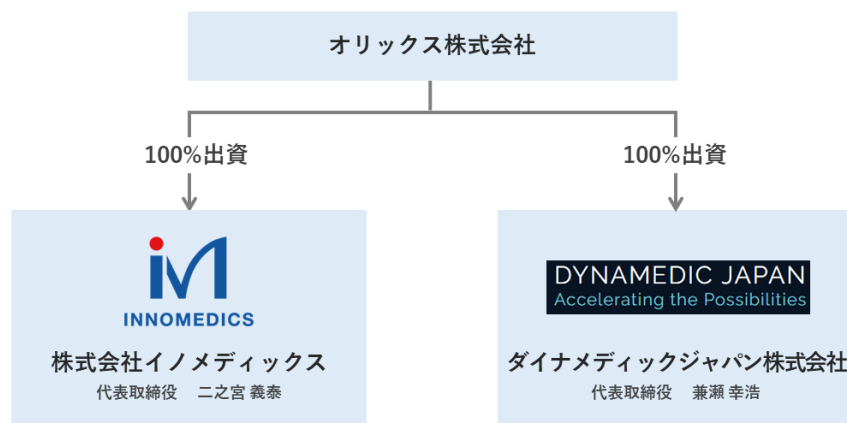 オリックス株式会社
100%出資
100%出資
INNOMEDICS
株式会社イノメディックス
代表取締役 二之宮 義泰
DYNAMEDIC JAPAN
Accelerating the Possibilities
ダイナメディックジャパン株式会社
代表取締役 兼瀬 幸浩